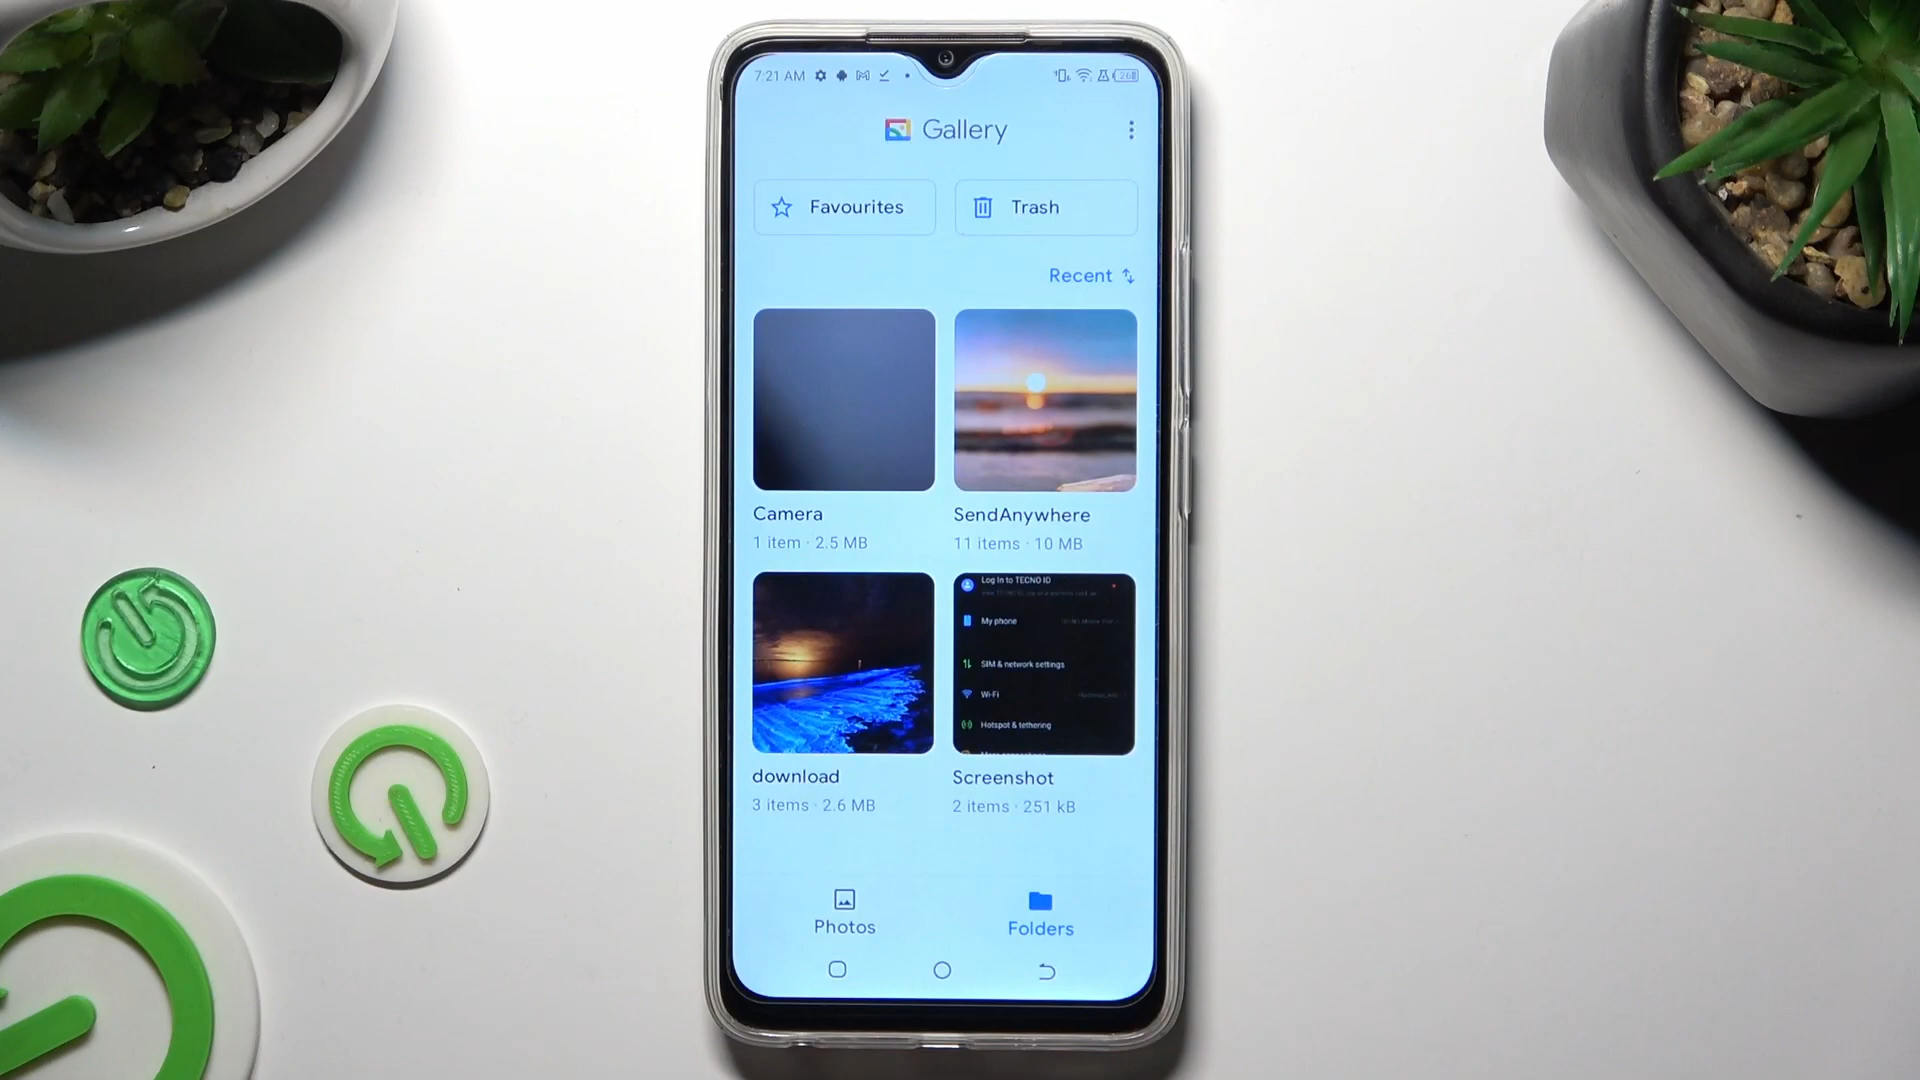 7:21 AM
26
Gallery
Favourites
Trash
Recent
Camera
SendAnywhere
1 item · 2.5 MB
11 items · 10 MB
Log In to TECNO ID
My phone
SIM & network settings
Wi-Fi
Hotspot & tethering
download
Screenshot
3 items · 2.6 MB
2 items · 251 kB
Photos
Folders